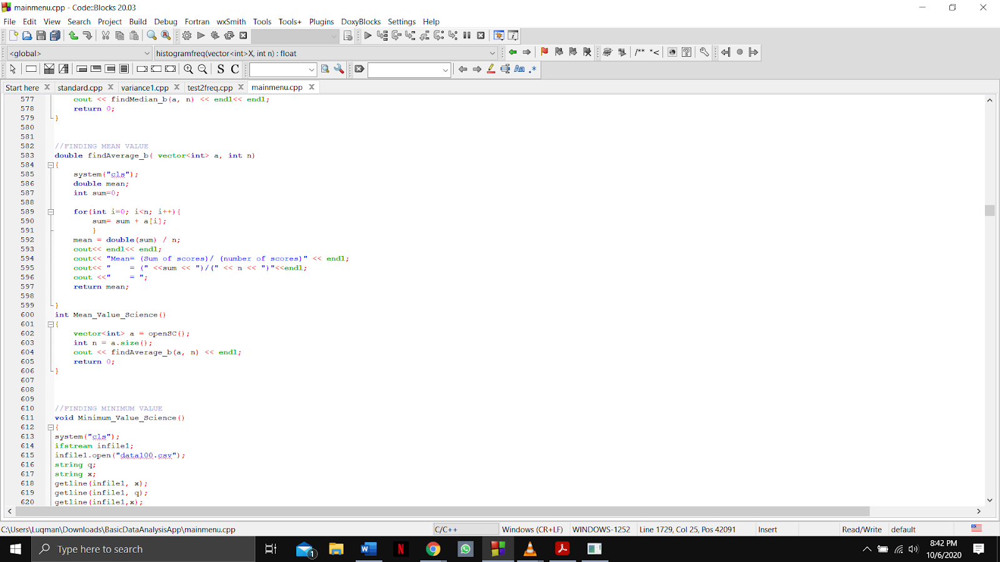 mainmenu.cpp - Code::Blocks 20.03
File Edit View Search Project Build Debug Fortran wxSmith Tools Tools+ Plugins DoxyBlocks Settings Help
<global> histogramfreq(vector<int>X, int n) : float
/** *<
S C Aa .*
Start here X standard.cpp X variance1.cpp X test2freq.cpp X mainmenu.cpp X
577 cout << findMedian_b(a, n) << endl<< endl;
578 return 0;
579 }
580
581
582 //FINDING MEAN VALUE
583 double findAverage_b( vector<int> a, int n)
584 {
585 system("cls");
586 double mean;
587 int sum=0;
588
589 for(int i=0; i<n; i++){
590 sum= sum + a[i];
591 }
592 mean = double(sum) / n;
593 cout<< endl<< endl;
594 cout<< "Mean= (Sum of scores)/ (number of scores)" << endl;
595 cout<< "    = (" <<sum << ")/(" << n << ")"<<endl;
596 cout <<"    = ";
597 return mean;
598
599 }
600 int Mean_Value_Science()
601 {
602 vector<int> a = openSC();
603 int n = a.size();
604 cout << findAverage_b(a, n) << endl;
605 return 0;
606 }
607
608
609
610 //FINDING MINIMUM VALUE
611 void Minimum_Value_Science()
612 {
613 system("cls");
614 ifstream infile1;
615 infile1.open("data100.csv");
616 string q;
617 string x;
618 getline(infile1, x);
619 getline(infile1, q);
620 getline(infile1,x);
C:\Users\Luqman\Downloads\BasicDataAnalysisApp\mainmenu.cpp C/C++ Windows (CR+LF) WINDOWS-1252 Line 1729, Col 25, Pos 42091 Insert Read/Write default
Type here to search
1
W
N
8:42 PM
10/6/2020